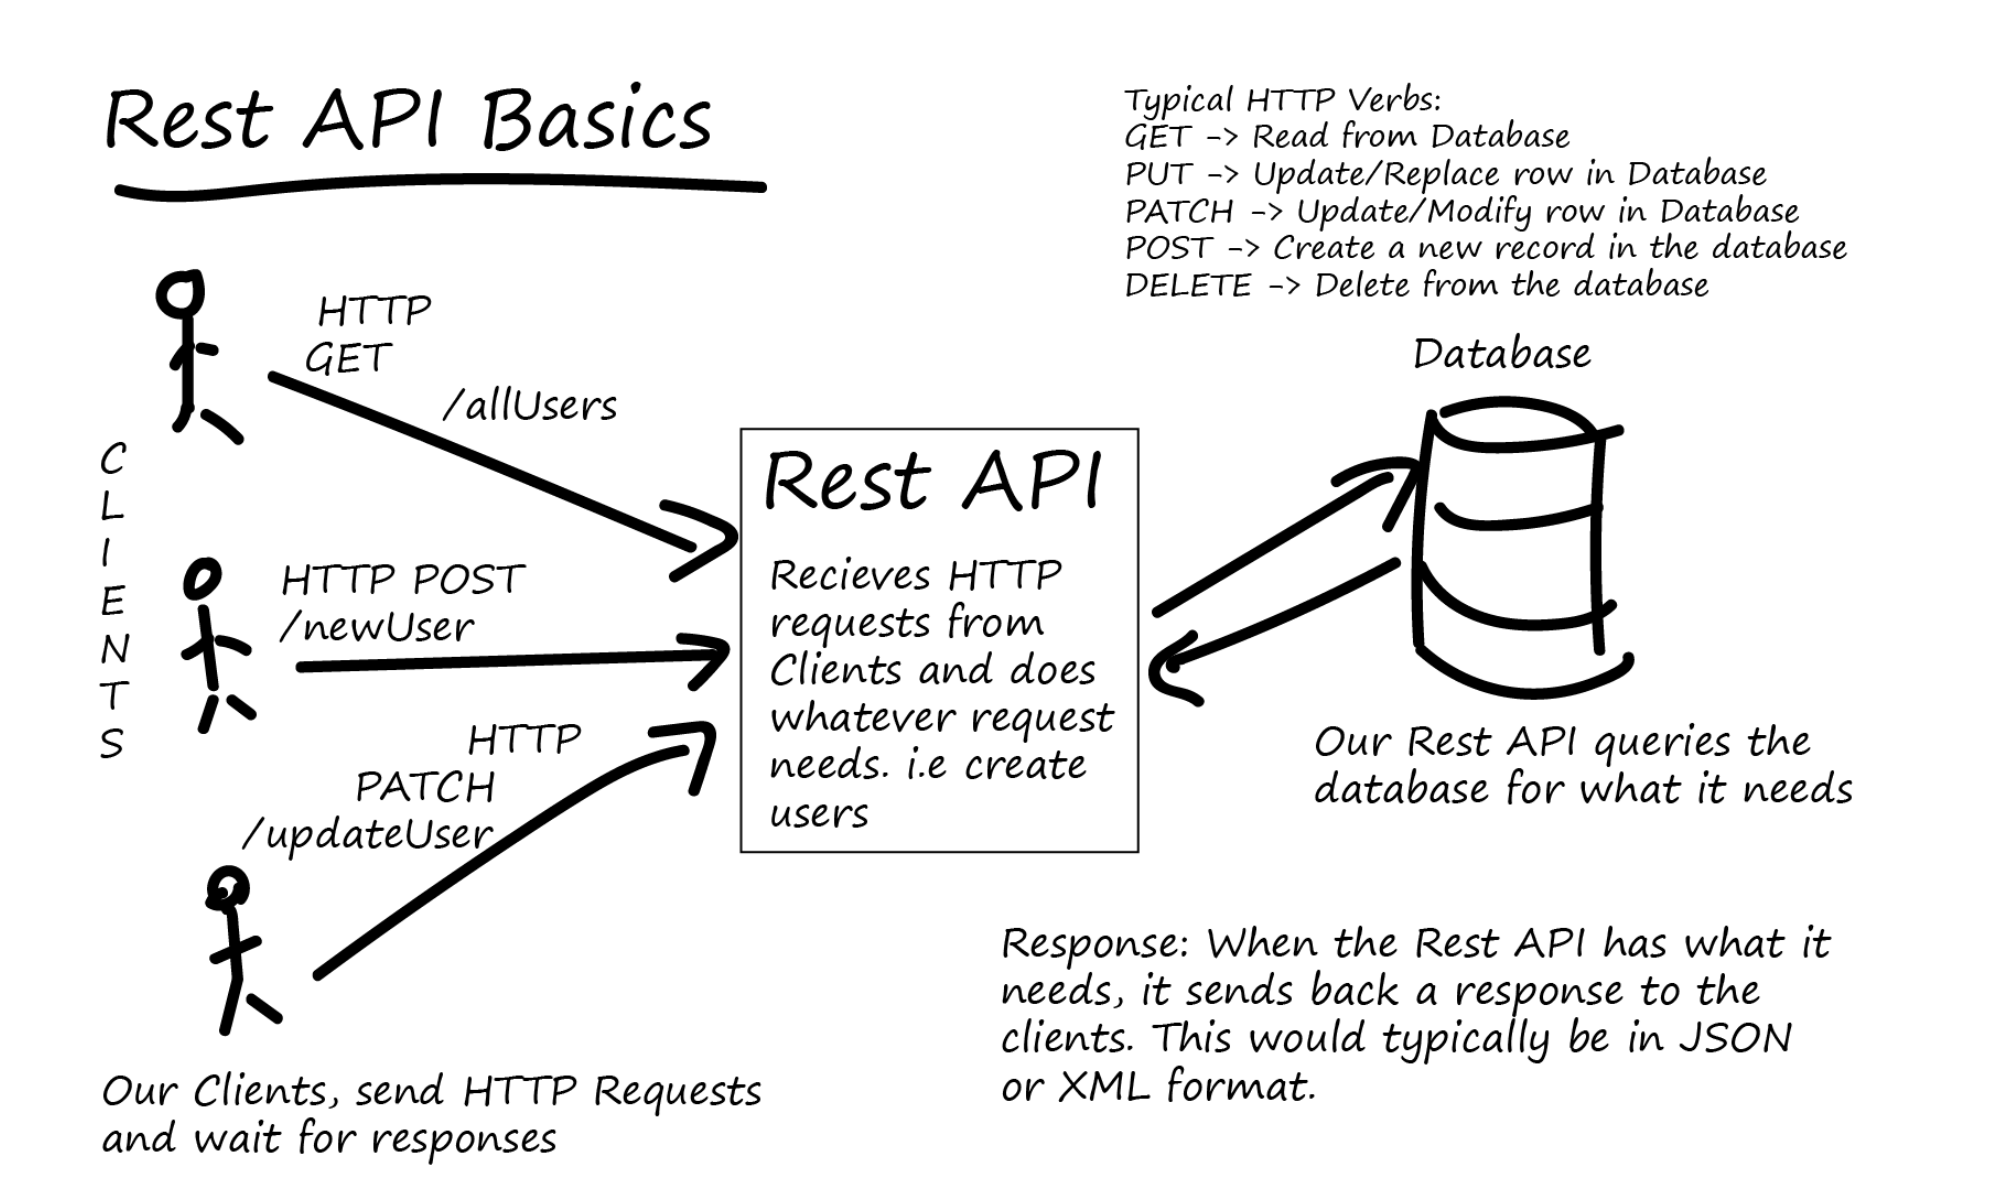 Rest API Basics
Typical HTTP Verbs:
GET -> Read from Database
PUT -> Update/Replace row in Database
PATCH -> Update/Modify row in Database
POST -> Create a new record in the database
DELETE -> Delete from the database
CLIENTS
HTTP
GET
/allUsers
HTTP POST
/newUser
HTTP
PATCH
/updateUser
Rest API
Recieves HTTP
requests from
Clients and does
whatever request
needs. i.e create
users
Database
Our Rest API queries the
database for what it needs
Our Clients, send HTTP Requests
and wait for responses
Response: When the Rest API has what it
needs, it sends back a response to the
clients. This would typically be in JSON
or XML format.